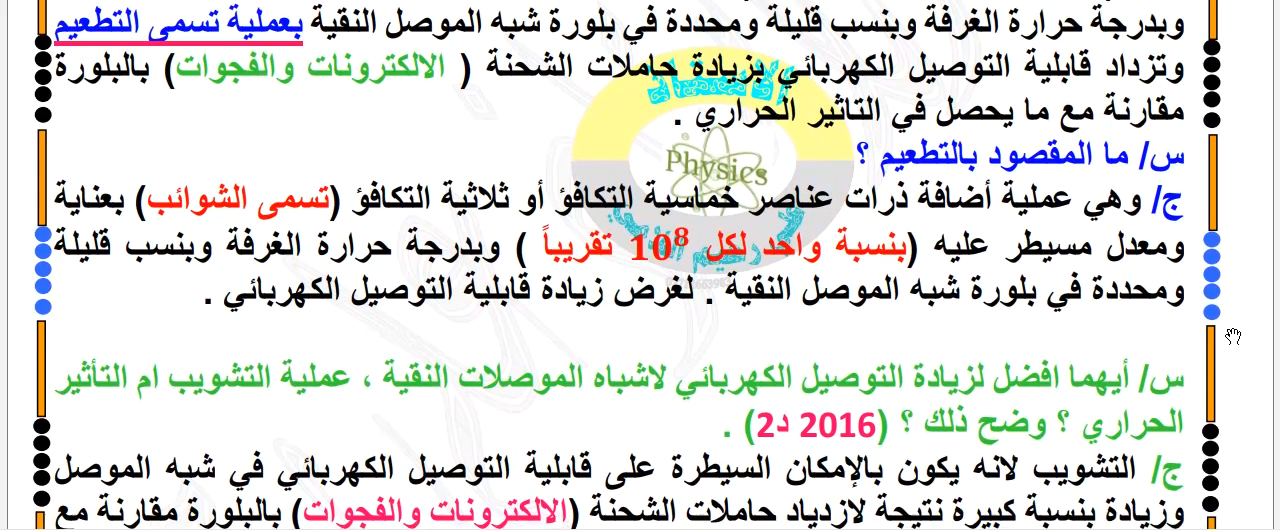 وبدرجة حرارة الغرفة وبنسب قليلة ومحددة في بلورة شبه الموصل النقية بعملية تسمى التطعيم
وتزداد قابلية التوصيل الكهربائي بزيادة حاملات الشحنة ( الالكترونات والفجوات) بالبلورة
مقارنة مع ما يحصل في التاثير الحراري .
س/ ما المقصود بالتطعيم ؟
ج/ وهي عملية أضافة ذرات عناصر خماسية التكافؤ أو ثلاثية التكافؤ (تسمى الشوائب) بعناية
ومعدل مسيطر عليه (بنسبة واحد لكل 10⁸ تقريباً ) وبدرجة حرارة الغرفة وبنسب قليلة
ومحددة في بلورة شبه الموصل النقية . لغرض زيادة قابلية التوصيل الكهربائي .
س/ أيهما افضل لزيادة التوصيل الكهربائي لاشباه الموصلات النقية ، عملية التشويب ام التأثير
الحراري ؟ وضح ذلك ؟ (2016 د2) .
ج/ التشويب لانه يكون بالإمكان السيطرة على قابلية التوصيل الكهربائي في شبه الموصل
وزيادة بنسبة كبيرة نتيجة لازدياد حاملات الشحنة (الالكترونات والفجوات) بالبلورة مقارنة مع
الأستاذ
Physics